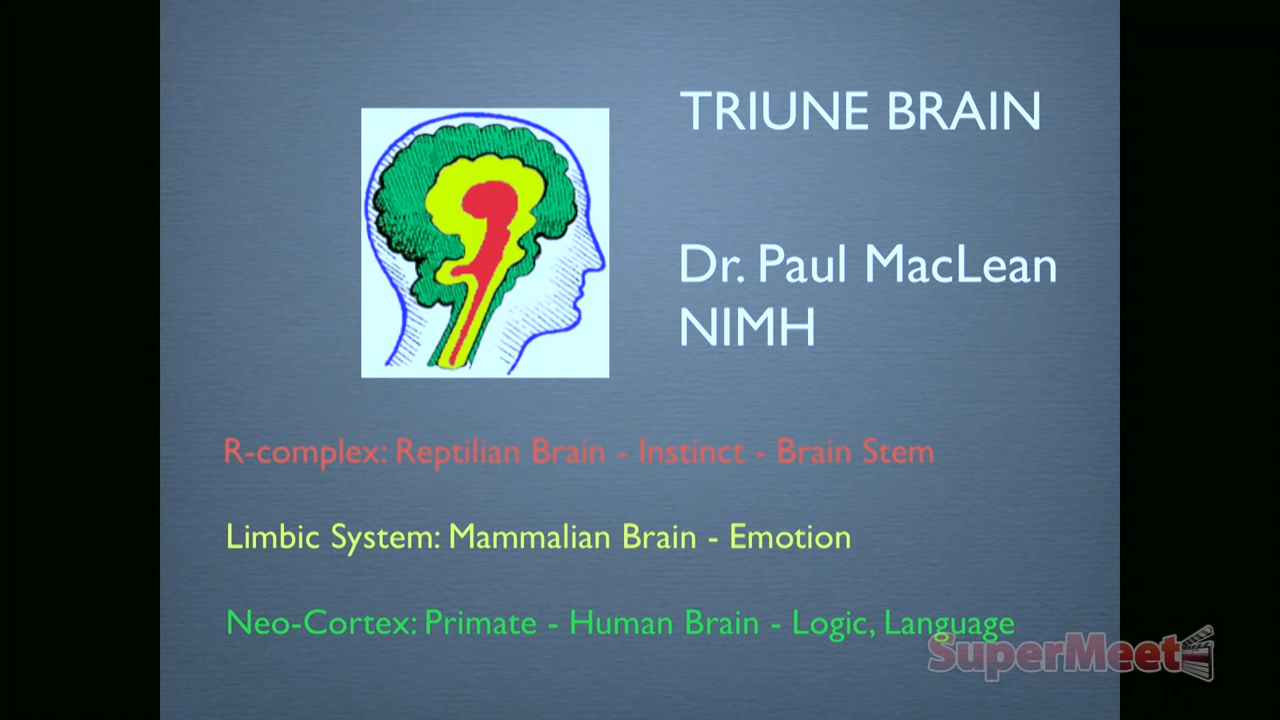 TRIUNE BRAIN
Dr. Paul MacLean
NIMH
R-complex: Reptilian Brain - Instinct - Brain Stem
Limbic System: Mammalian Brain - Emotion
Neo-Cortex: Primate - Human Brain - Logic, Language
SuperMeet